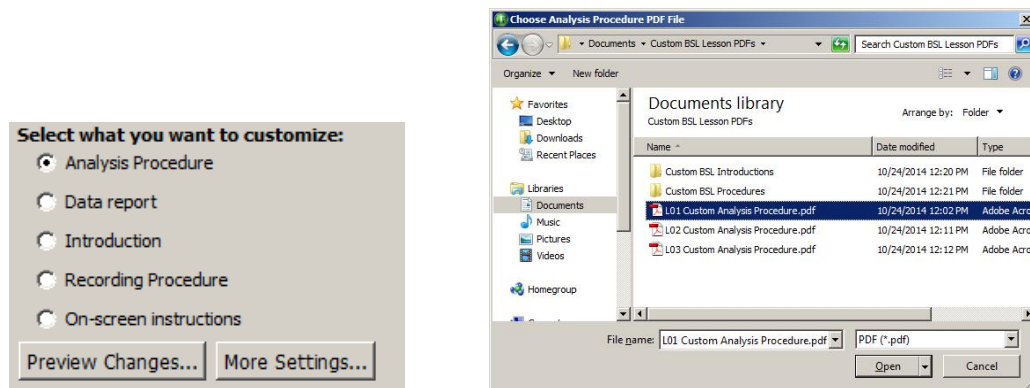 Select what you want to customize:
Analysis Procedure
Data report
Introduction
Recording Procedure
On-screen instructions
Preview Changes... More Settings...
Choose Analysis Procedure PDF File
Documents Custom BSL Lesson PDFs Search Custom BSL Lesson PDFs
Organize New folder
Favorites
Desktop
Downloads
Recent Places
Libraries
Documents
Music
Pictures
Videos
Homegroup
Documents library
Custom BSL Lesson PDFs
Arrange by: Folder
Name Date modified Type
Custom BSL Introductions 10/24/2014 12:20 PM File folder
Custom BSL Procedures 10/24/2014 12:21 PM File folder
L01 Custom Analysis Procedure.pdf 10/24/2014 12:02 PM Adobe Acro
L02 Custom Analysis Procedure.pdf 10/24/2014 12:11 PM Adobe Acro
L03 Custom Analysis Procedure.pdf 10/24/2014 12:12 PM Adobe Acro
File name: L01 Custom Analysis Procedure.pdf PDF (*.pdf)
Open Cancel